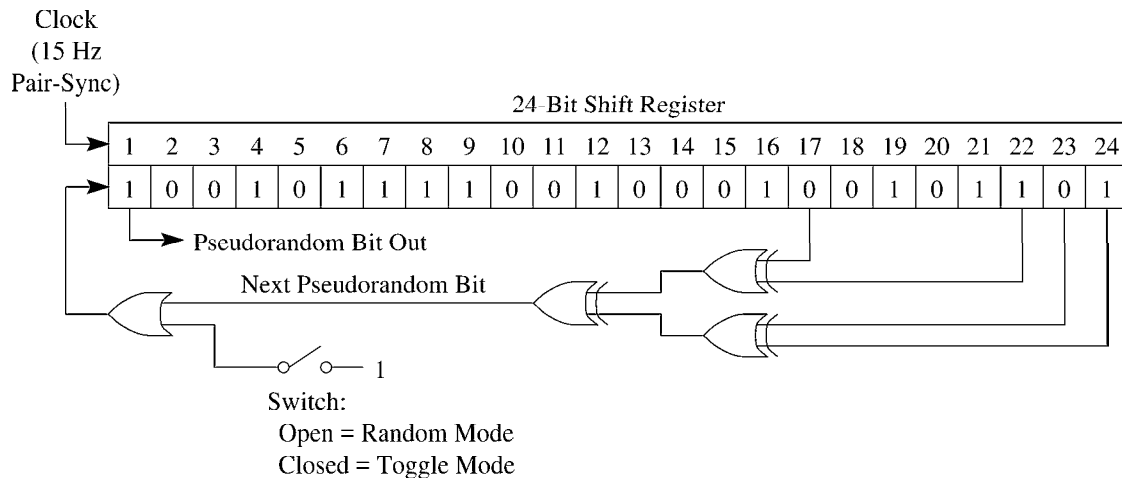 Clock
(15 Hz
Pair-Sync)
24-Bit Shift Register
1 2 3 4 5 6 7 8 9 10 11 12 13 14 15 16 17 18 19 20 21 22 23 24
1 0 0 1 0 1 1 1 1 0 0 1 0 0 0 1 0 0 1 0 1 1 0 1
Pseudorandom Bit Out
Next Pseudorandom Bit
1
Switch:
Open = Random Mode
Closed = Toggle Mode